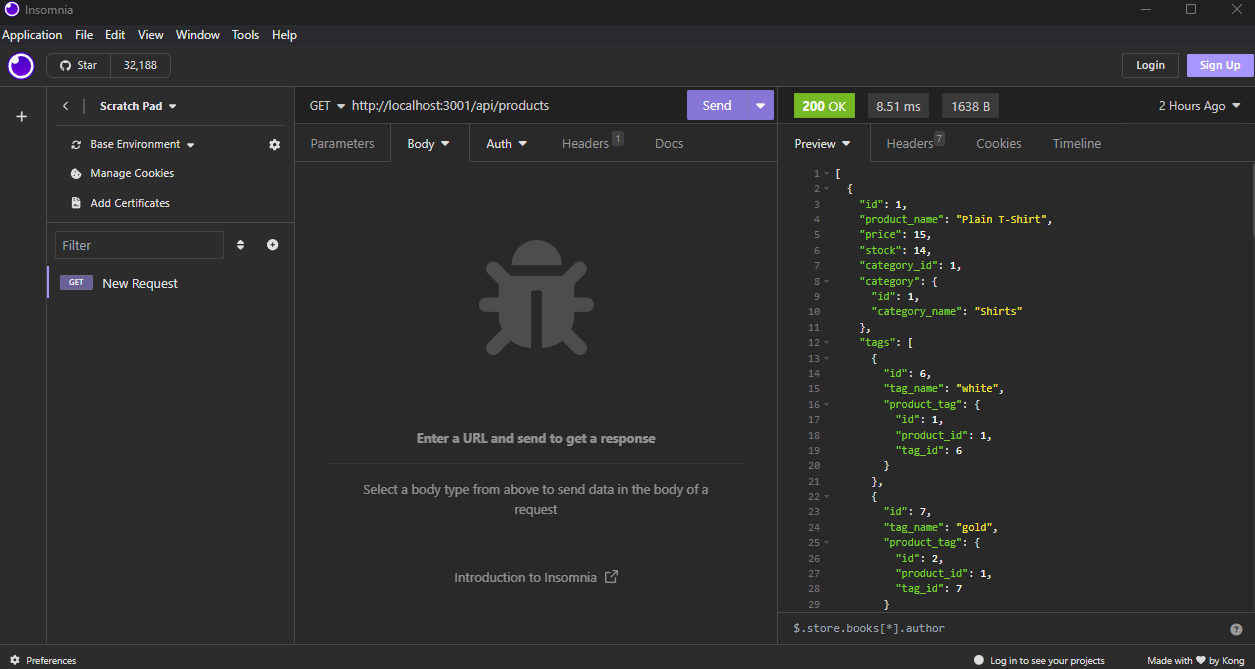 Insomnia
Application File Edit View Window Tools Help
Star 32,188 Login Sign Up
Scratch Pad
Base Environment
Manage Cookies
Add Certificates
Filter
GET New Request
GET http://localhost:3001/api/products Send
Parameters Body Auth Headers 1 Docs
Enter a URL and send to get a response
Select a body type from above to send data in the body of a
request
Introduction to Insomnia
200 OK 8.51 ms 1638 B 2 Hours Ago
Preview Headers 7 Cookies Timeline
1 [
2 {
3 "id": 1,
4 "product_name": "Plain T-Shirt",
5 "price": 15,
6 "stock": 14,
7 "category_id": 1,
8 "category": {
9 "id": 1,
10 "category_name": "Shirts"
11 },
12 "tags": [
13 {
14 "id": 6,
15 "tag_name": "white",
16 "product_tag": {
17 "id": 1,
18 "product_id": 1,
19 "tag_id": 6
20 }
21 },
22 {
23 "id": 7,
24 "tag_name": "gold",
25 "product_tag": {
26 "id": 2,
27 "product_id": 1,
28 "tag_id": 7
29 }
$.store.books[*].author ?
Preferences Log in to see your projects Made with ♥ by Kong